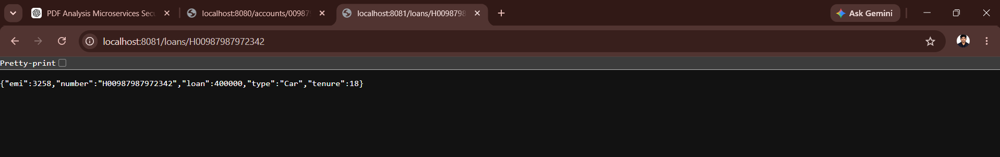 PDF Analysis Microservices Secu
localhost:8080/accounts/00987
localhost:8081/loans/H0098798
Ask Gemini
localhost:8081/loans/H00987987972342
Pretty-print
{"emi":3258,"number":"H00987987972342","loan":400000,"type":"Car","tenure":18}